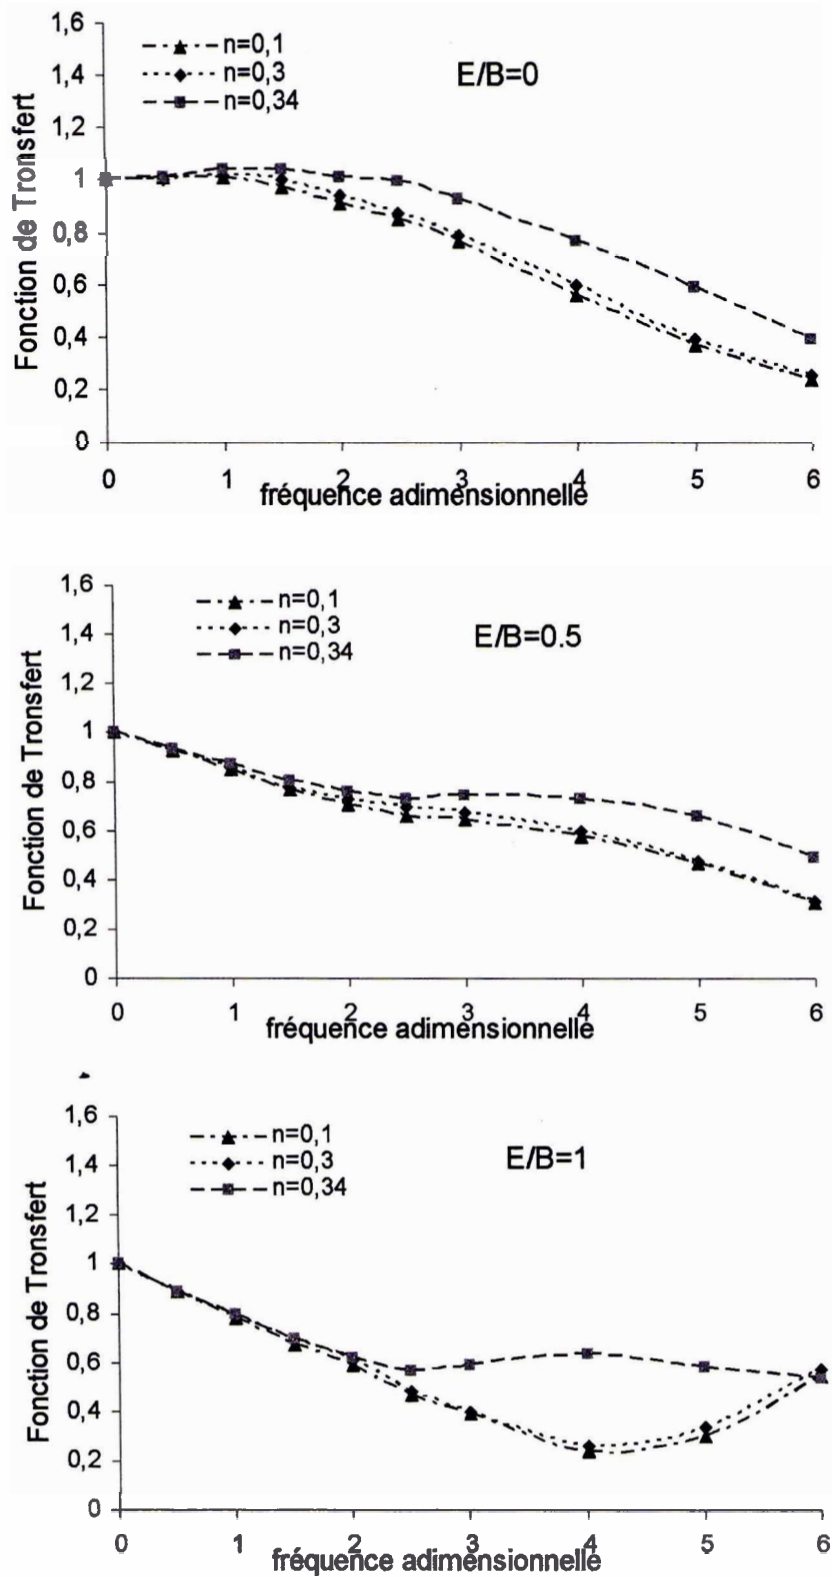 1,6
1,4
1,2
1
0,8
0,6
0,4
0,2
0
Fonction de Tronsfert
n=0,1
n=0,3
n=0,34
E/B=0
0 1 2 3 4 5 6
fréquence adimensionnelle
1,6
1,4
1,2
1
0,8
0,6
0,4
0,2
0
Fonction de Tronsfert
n=0,1
n=0,3
n=0,34
E/B=0.5
0 1 2 3 4 5 6
fréquence adimensionnelle
1,6
1,4
1,2
1
0,8
0,6
0,4
0,2
0
Fonction de Tronsfert
n=0,1
n=0,3
n=0,34
E/B=1
0 1 2 3 4 5 6
fréquence adimensionnelle